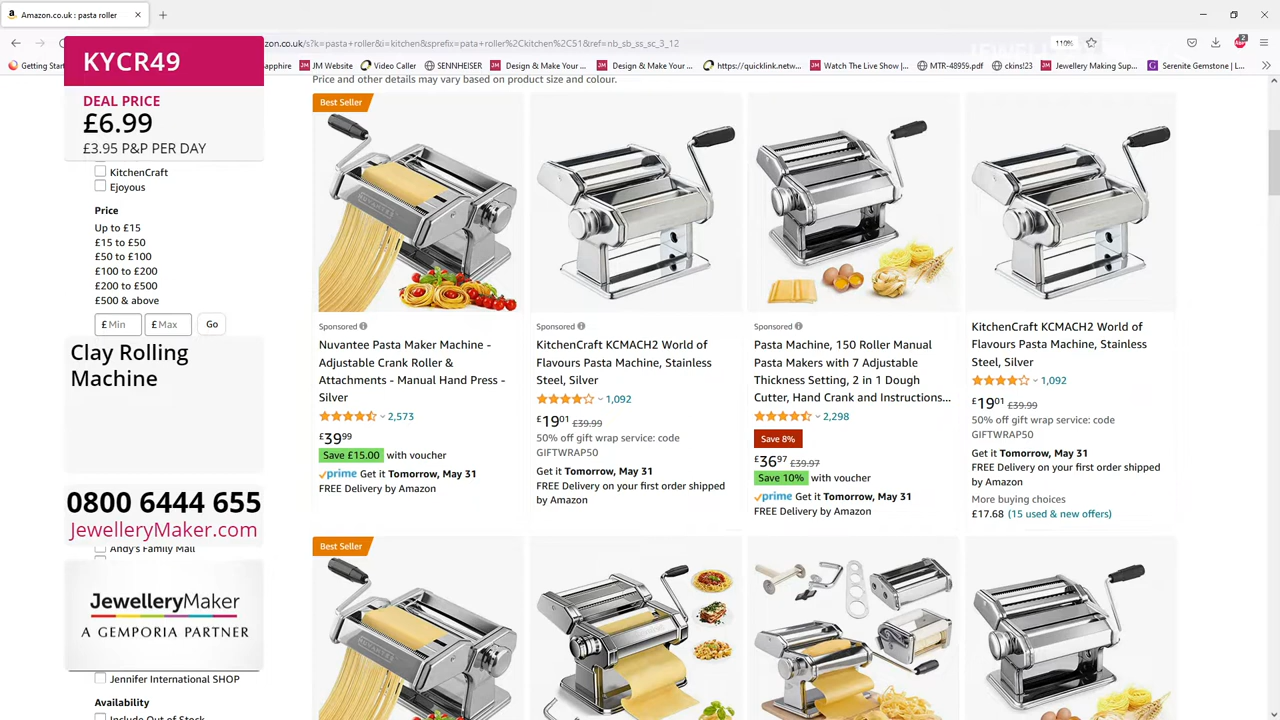 Amazon.co.uk : pasta roller
zon.co.uk/s?k=pasta+roller&i=kitchen&sprefix=pata+roller%2Ckitchen%2C51&ref=nb_sb_ss_sc_3_12
110%
Getting Start
apphire
JM Network
Video Caller
SENNHEISER
Design & Make Your ...
Design & Make Your ...
https://quicklink.netw...
Watch The Live Show |...
MTR-48959.pdf
ckins!23
Jewellery Making Sup...
Serenite Gemstone | L...
KYCR49
DEAL PRICE
£6.99
£3.95 P&P PER DAY
KitchenCraft
Ejoyous
Price
Up to £15
£15 to £50
£50 to £100
£100 to £200
£200 to £500
£500 & above
£ Min
£ Max
Go
Clay Rolling
Machine
0800 6444 655
JewelleryMaker.com
Andy's Family Mall
JewelleryMaker
A GEMPORIA PARTNER
Jennifer International SHOP
Availability
Include Out of Stock
Price and other details may vary based on product size and colour.
Best Seller
NUVANTEE
Sponsored
Nuvantee Pasta Maker Machine -
Adjustable Crank Roller &
Attachments - Manual Hand Press -
Silver
2,573
£39⁹⁹
Save £15.00 with voucher
prime Get it Tomorrow, May 31
FREE Delivery by Amazon
Sponsored
KitchenCraft KCMACH2 World of
Flavours Pasta Machine, Stainless
Steel, Silver
1,092
£19⁰¹ £39.99
50% off gift wrap service: code
GIFTWRAP50
Get it Tomorrow, May 31
FREE Delivery on your first order shipped
by Amazon
Sponsored
Pasta Machine, 150 Roller Manual
Pasta Makers with 7 Adjustable
Thickness Setting, 2 in 1 Dough
Cutter, Hand Crank and Instructions...
2,298
Save 8%
£36⁹⁷ £39.97
Save 10% with voucher
prime Get it Tomorrow, May 31
FREE Delivery by Amazon
KitchenCraft KCMACH2 World of
Flavours Pasta Machine, Stainless
Steel, Silver
1,092
£19⁰¹ £39.99
50% off gift wrap service: code
GIFTWRAP50
Get it Tomorrow, May 31
FREE Delivery on your first order shipped
by Amazon
More buying choices
£17.68 (15 used & new offers)
Best Seller
NUVANTEE